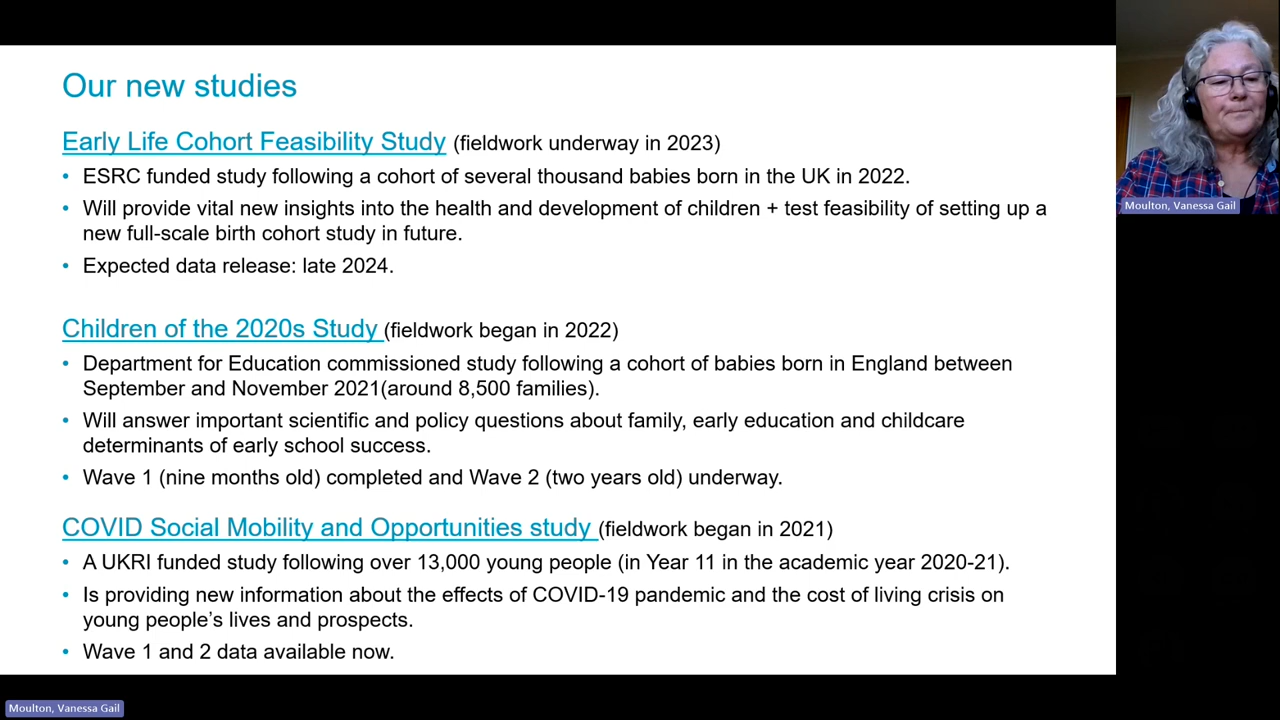 Our new studies
Early Life Cohort Feasibility Study (fieldwork underway in 2023)
• ESRC funded study following a cohort of several thousand babies born in the UK in 2022.
• Will provide vital new insights into the health and development of children + test feasibility of setting up a
new full-scale birth cohort study in future.
• Expected data release: late 2024.
Children of the 2020s Study (fieldwork began in 2022)
• Department for Education commissioned study following a cohort of babies born in England between
September and November 2021(around 8,500 families).
• Will answer important scientific and policy questions about family, early education and childcare
determinants of early school success.
• Wave 1 (nine months old) completed and Wave 2 (two years old) underway.
COVID Social Mobility and Opportunities study (fieldwork began in 2021)
• A UKRI funded study following over 13,000 young people (in Year 11 in the academic year 2020-21).
• Is providing new information about the effects of COVID-19 pandemic and the cost of living crisis on
young people’s lives and prospects.
• Wave 1 and 2 data available now.
Moulton, Vanessa Gail
Moulton, Vanessa Gail